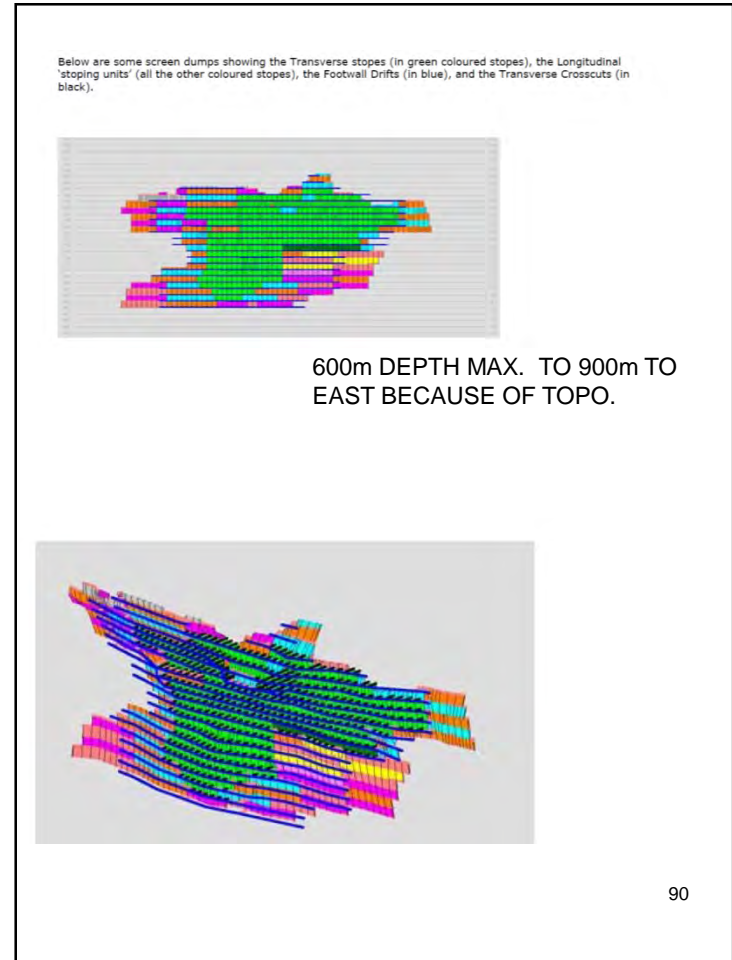 Below are some screen dumps showing the Transverse stopes (in green coloured stopes), the Longitudinal
'stoping units' (all the other coloured stopes), the Footwall Drifts (in blue), and the Transverse Crosscuts (in
black).
600m DEPTH MAX. TO 900m TO
EAST BECAUSE OF TOPO.
90